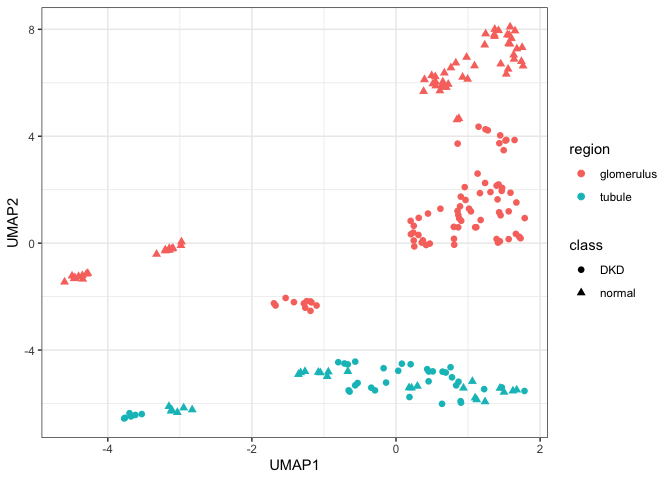 8
4
0
-4
UMAP2
-4
-2
0
2
UMAP1
region
glomerulus
tubule
class
DKD
normal